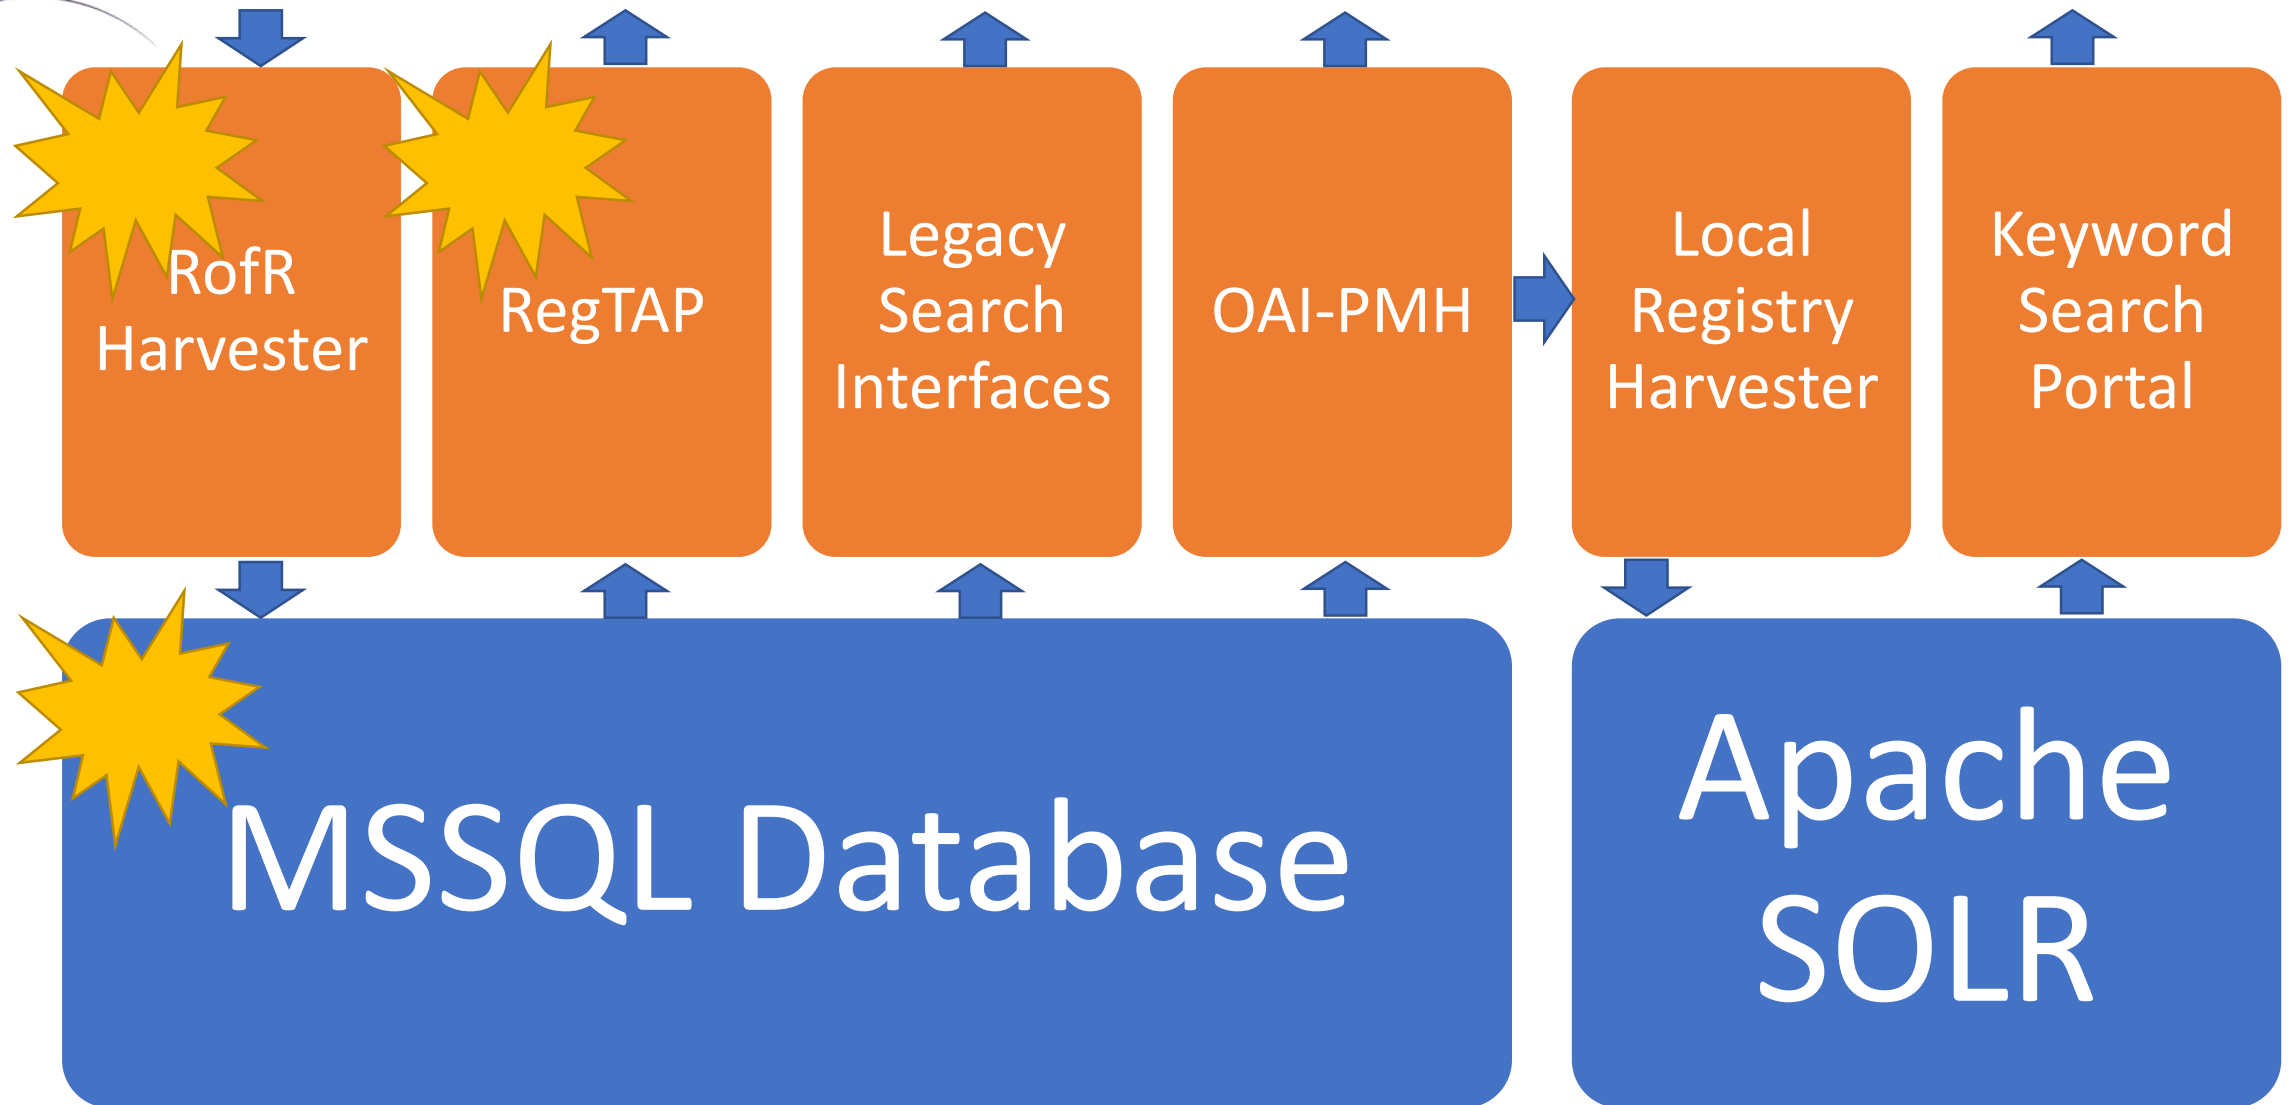 RofR
Harvester
RegTAP
Legacy
Search
Interfaces
OAI-PMH
Local
Registry
Harvester
Keyword
Search
Portal
MSSQL Database
Apache
SOLR